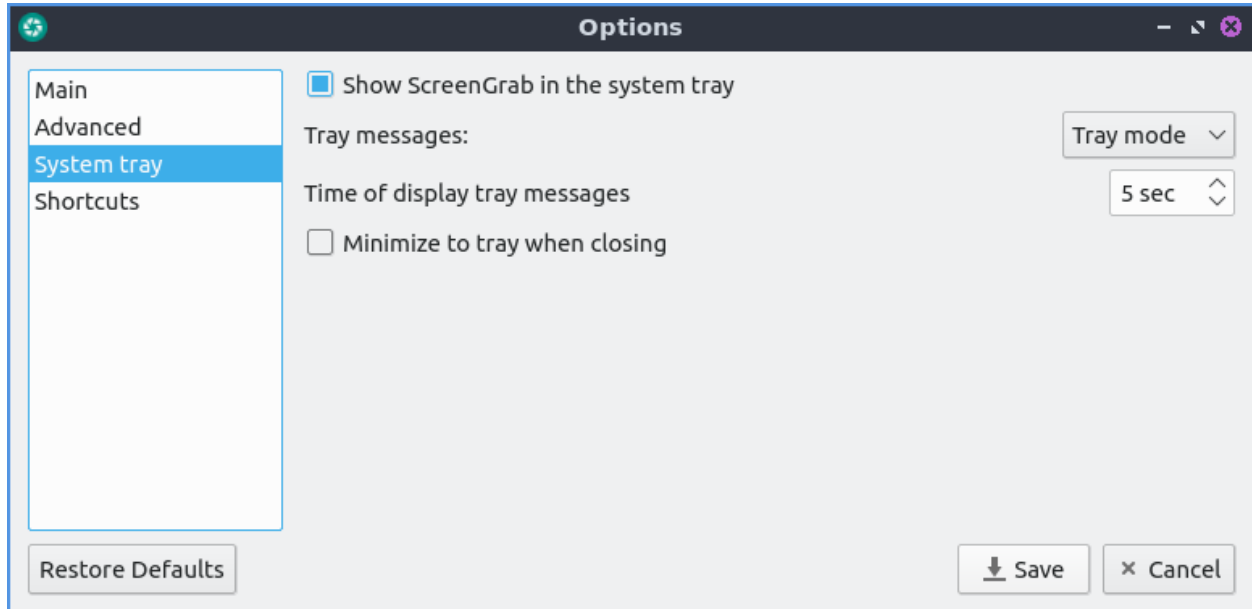 Options
Main
Advanced
System tray
Shortcuts
Show ScreenGrab in the system tray
Tray messages:
Tray mode
Time of display tray messages
5 sec
Minimize to tray when closing
Restore Defaults
Save
Cancel